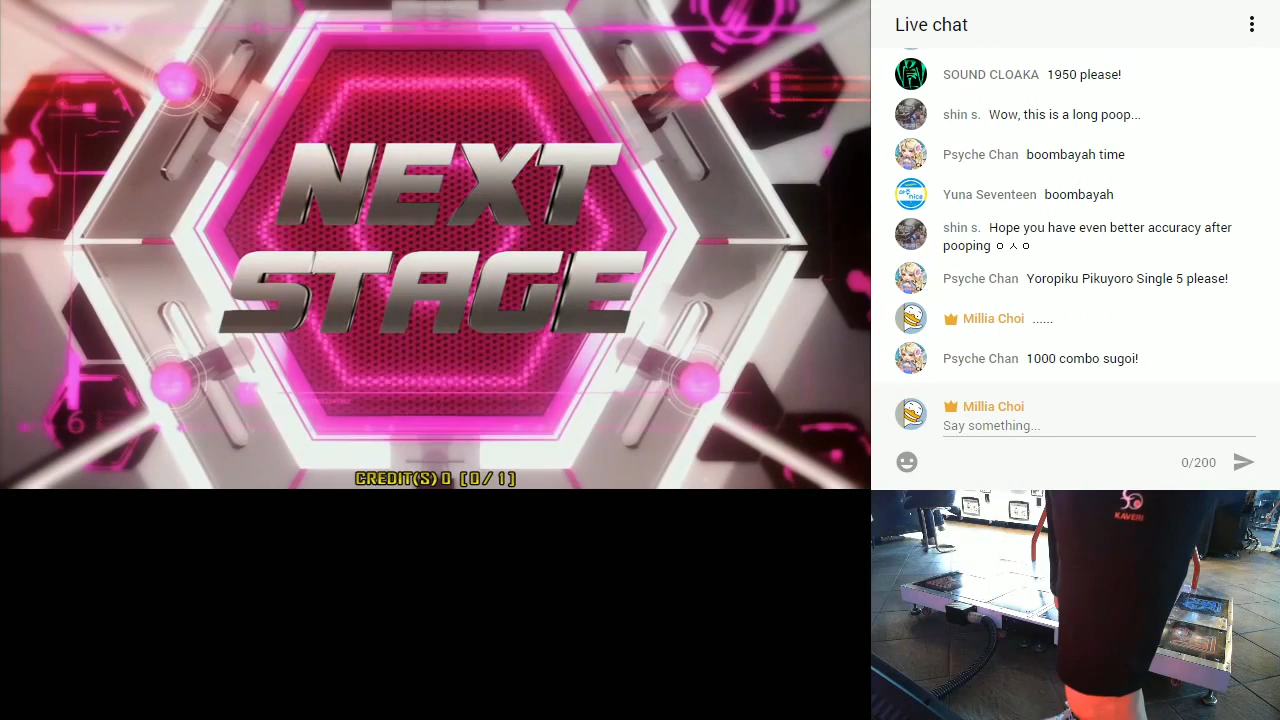 NEXT
STAGE
CREDIT(S) 0 [ 0 / 1 ]
Live chat
SOUND CLOAKA 1950 please!
shin s. Wow, this is a long poop...
Psyche Chan boombayah time
Yuna Seventeen boombayah
shin s. Hope you have even better accuracy after
pooping ㅇㅅㅇ
Psyche Chan Yoropiku Pikuyoro Single 5 please!
Millia Choi ......
Psyche Chan 1000 combo sugoi!
Millia Choi
Say something...
0/200
KAVERI